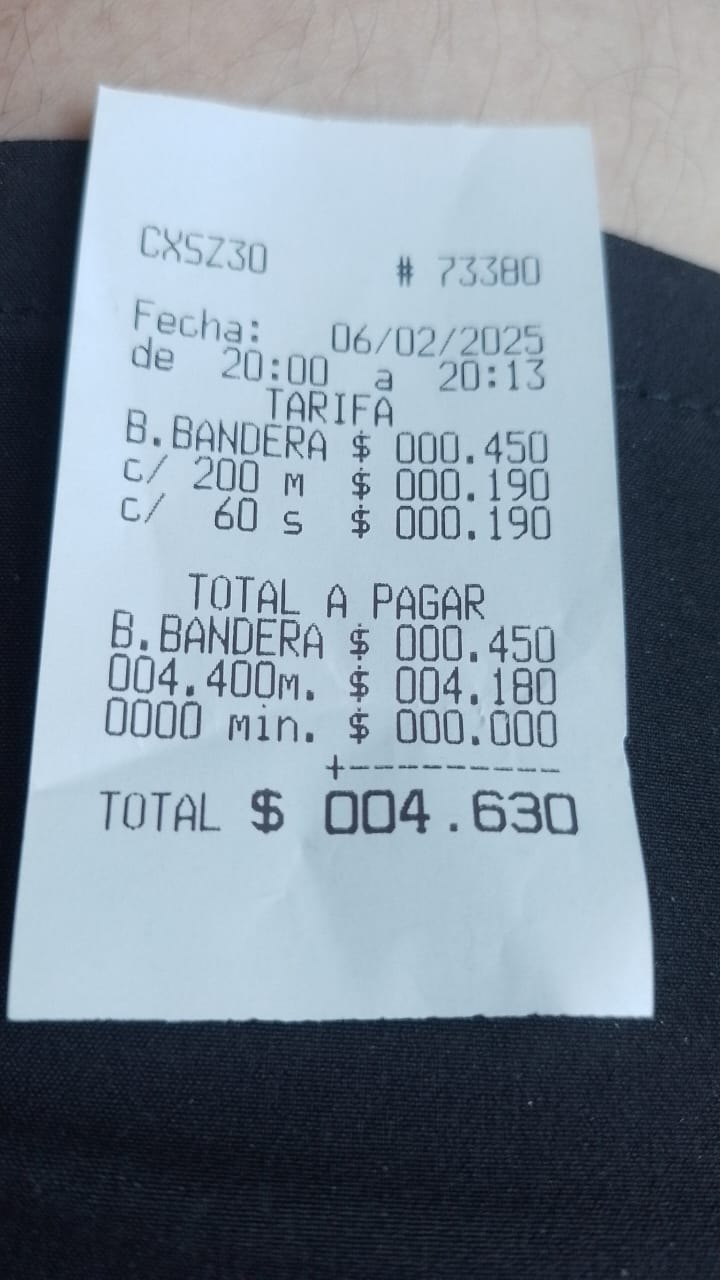 CXSZ30 # 73380
Fecha: 06/02/2025
de 20:00 a 20:13
TARIFA
B.BANDERA $ 000.450
c/ 200 M $ 000.190
c/ 60 s $ 000.190
TOTAL A PAGAR
B.BANDERA $ 000.450
004.400M. $ 004.180
0000 min. $ 000.000
+----------
TOTAL $ 004.630